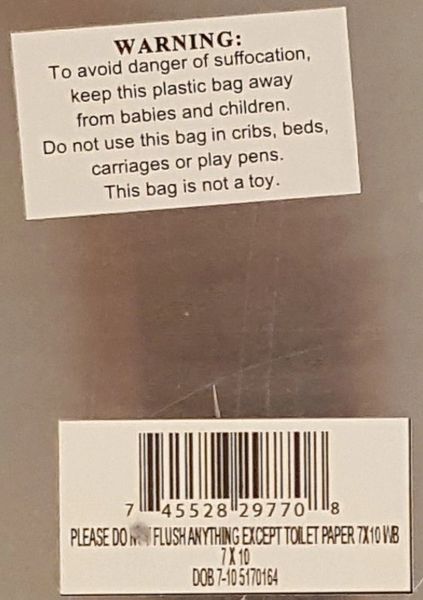 WARNING:
To avoid danger of suffocation,
keep this plastic bag away
from babies and children.
Do not use this bag in cribs, beds,
carriages or play pens.
This bag is not a toy.
7 45528 29770 8
PLEASE DO FLUSH ANYTHING EXCEPT TOILET PAPER 7X10 WB
7 X 10
DOB 7-10 5170164